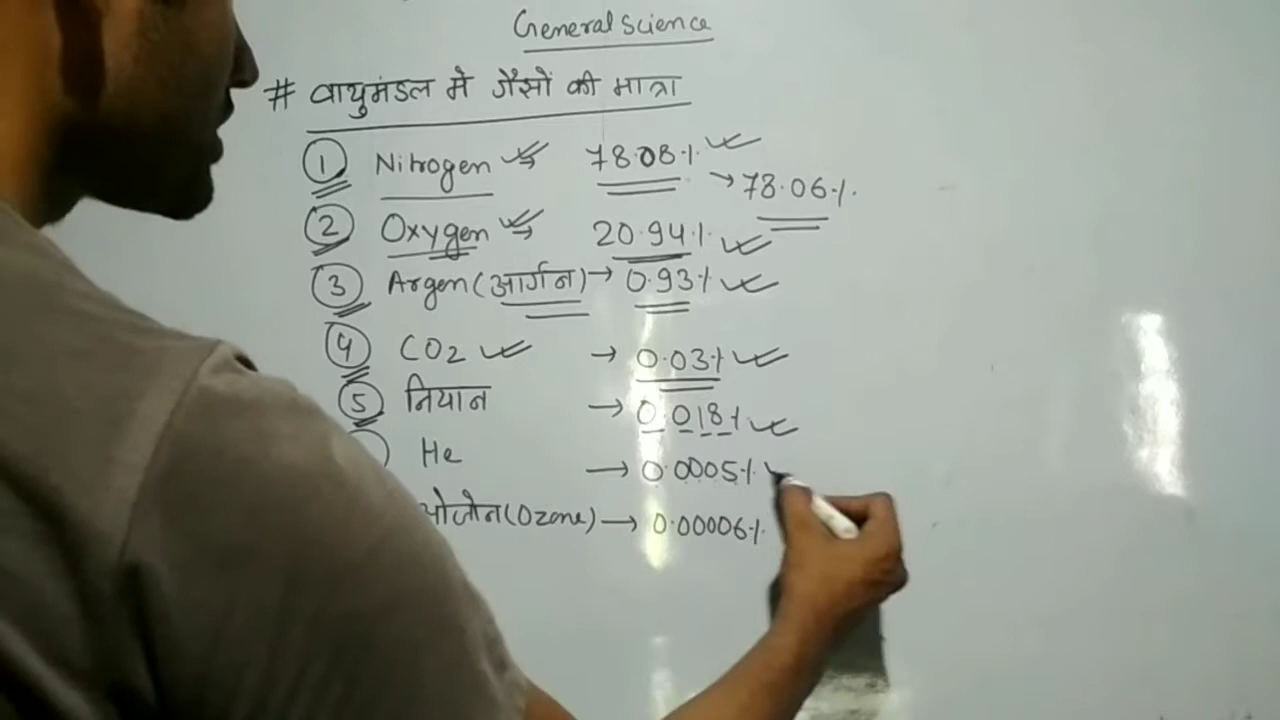 General Science
# वायुमंडल मे गैसों की मात्रा
1 Nitrogen → 78.08%
→ 78.06%.
2 Oxygen → 20.94%
3 Argen (आर्गन) → 0.93%
4 CO2 → 0.03%
5 नियान → 0.018%
He → 0.0005%
ओजोन (Ozone) → 0.00006%